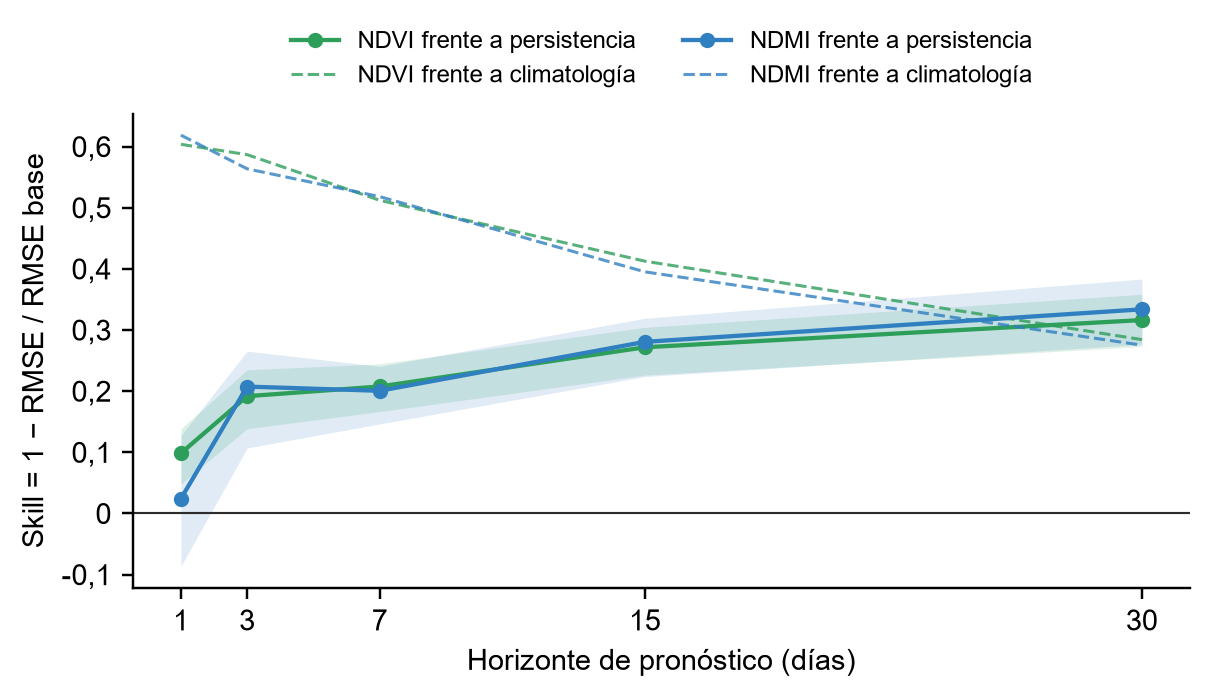 NDVI frente a persistencia
NDMI frente a persistencia
NDVI frente a climatología
NDMI frente a climatología
Skill = 1 − RMSE / RMSE base
0,6
0,5
0,4
0,3
0,2
0,1
0
-0,1
1 3 7 15 30
Horizonte de pronóstico (días)